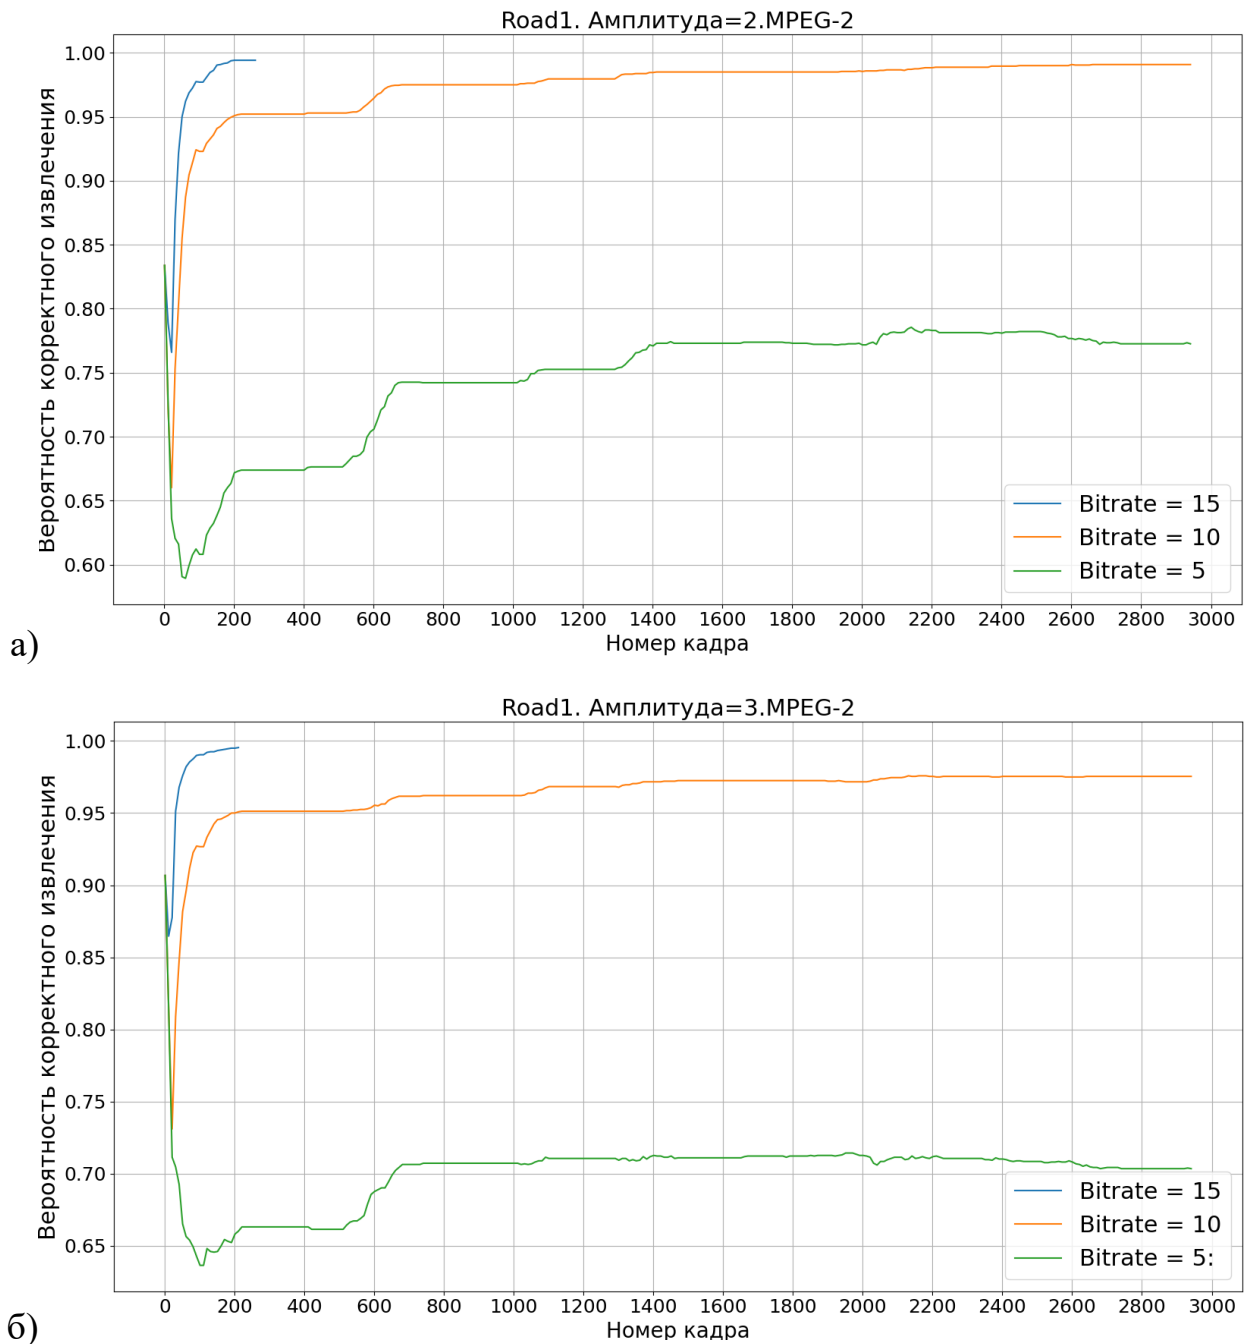 Road1. Амплитуда=2.MPEG-2
Вероятность корректного извлечения
1.00
0.95
0.90
0.85
0.80
0.75
0.70
0.65
0.60
Bitrate = 15
Bitrate = 10
Bitrate = 5
0 200 400 600 800 1000 1200 1400 1600 1800 2000 2200 2400 2600 2800 3000
Номер кадра
а)
Road1. Амплитуда=3.MPEG-2
Вероятность корректного извлечения
1.00
0.95
0.90
0.85
0.80
0.75
0.70
0.65
Bitrate = 15
Bitrate = 10
Bitrate = 5:
0 200 400 600 800 1000 1200 1400 1600 1800 2000 2200 2400 2600 2800 3000
Номер кадра
б)